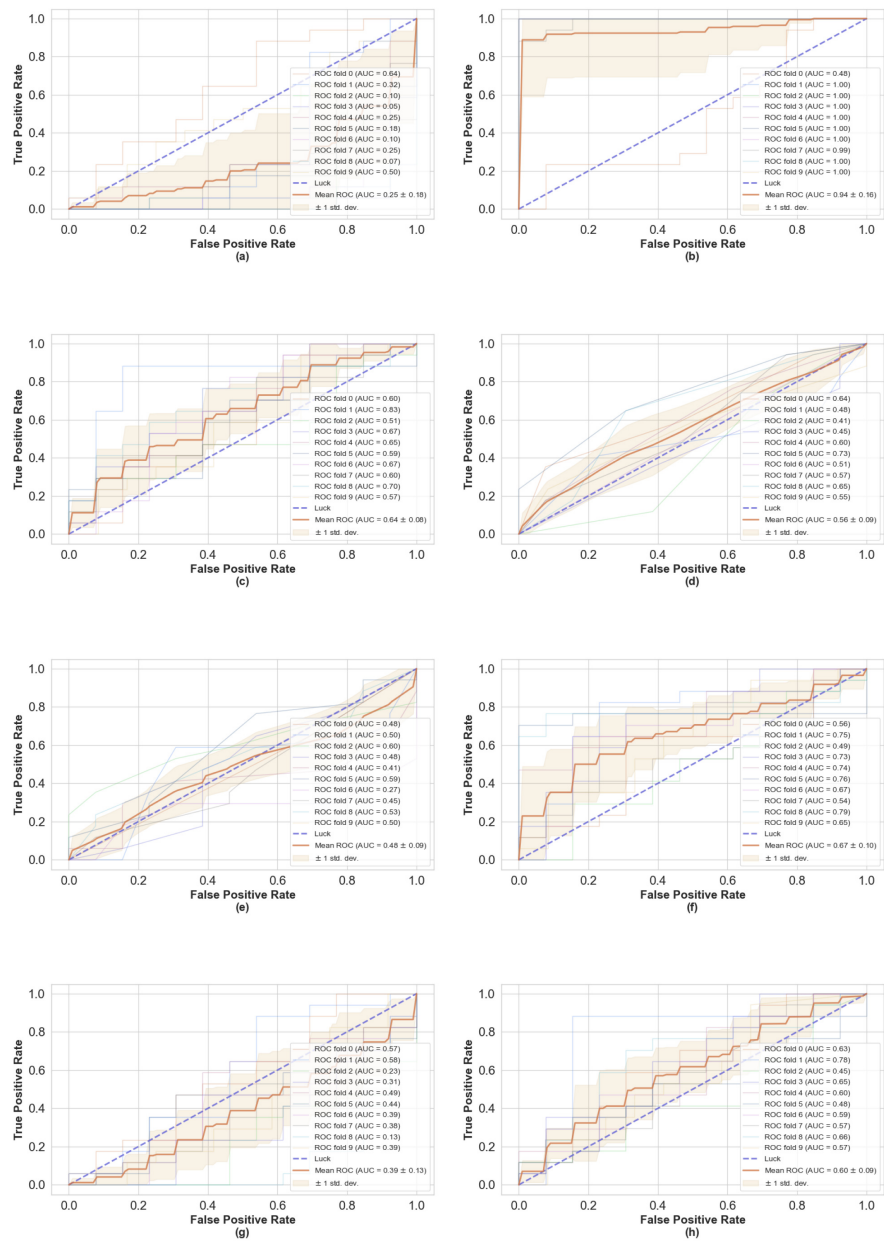 1.0
0.8
0.6
0.4
0.2
0.0
True Positive Rate
ROC fold 0 (AUC = 0.64)
ROC fold 1 (AUC = 0.32)
ROC fold 2 (AUC = 0.10)
ROC fold 3 (AUC = 0.05)
ROC fold 4 (AUC = 0.25)
ROC fold 5 (AUC = 0.18)
ROC fold 6 (AUC = 0.10)
ROC fold 7 (AUC = 0.25)
ROC fold 8 (AUC = 0.07)
ROC fold 9 (AUC = 0.50)
Luck
Mean ROC (AUC = 0.25 ± 0.18)
± 1 std. dev.
0.0 0.2 0.4 0.6 0.8 1.0
False Positive Rate
(a)
1.0
0.8
0.6
0.4
0.2
0.0
True Positive Rate
ROC fold 0 (AUC = 0.48)
ROC fold 1 (AUC = 1.00)
ROC fold 2 (AUC = 1.00)
ROC fold 3 (AUC = 1.00)
ROC fold 4 (AUC = 1.00)
ROC fold 5 (AUC = 1.00)
ROC fold 6 (AUC = 1.00)
ROC fold 7 (AUC = 0.99)
ROC fold 8 (AUC = 1.00)
ROC fold 9 (AUC = 1.00)
Luck
Mean ROC (AUC = 0.94 ± 0.16)
± 1 std. dev.
0.0 0.2 0.4 0.6 0.8 1.0
False Positive Rate
(b)
1.0
0.8
0.6
0.4
0.2
0.0
True Positive Rate
ROC fold 0 (AUC = 0.60)
ROC fold 1 (AUC = 0.83)
ROC fold 2 (AUC = 0.51)
ROC fold 3 (AUC = 0.67)
ROC fold 4 (AUC = 0.65)
ROC fold 5 (AUC = 0.59)
ROC fold 6 (AUC = 0.67)
ROC fold 7 (AUC = 0.60)
ROC fold 8 (AUC = 0.70)
ROC fold 9 (AUC = 0.57)
Luck
Mean ROC (AUC = 0.64 ± 0.08)
± 1 std. dev.
0.0 0.2 0.4 0.6 0.8 1.0
False Positive Rate
(c)
1.0
0.8
0.6
0.4
0.2
0.0
True Positive Rate
ROC fold 0 (AUC = 0.64)
ROC fold 1 (AUC = 0.48)
ROC fold 2 (AUC = 0.41)
ROC fold 3 (AUC = 0.45)
ROC fold 4 (AUC = 0.60)
ROC fold 5 (AUC = 0.73)
ROC fold 6 (AUC = 0.51)
ROC fold 7 (AUC = 0.57)
ROC fold 8 (AUC = 0.65)
ROC fold 9 (AUC = 0.55)
Luck
Mean ROC (AUC = 0.56 ± 0.09)
± 1 std. dev.
0.0 0.2 0.4 0.6 0.8 1.0
False Positive Rate
(d)
1.0
0.8
0.6
0.4
0.2
0.0
True Positive Rate
ROC fold 0 (AUC = 0.48)
ROC fold 1 (AUC = 0.50)
ROC fold 2 (AUC = 0.60)
ROC fold 3 (AUC = 0.48)
ROC fold 4 (AUC = 0.41)
ROC fold 5 (AUC = 0.59)
ROC fold 6 (AUC = 0.27)
ROC fold 7 (AUC = 0.45)
ROC fold 8 (AUC = 0.53)
ROC fold 9 (AUC = 0.50)
Luck
Mean ROC (AUC = 0.48 ± 0.09)
± 1 std. dev.
0.0 0.2 0.4 0.6 0.8 1.0
False Positive Rate
(e)
1.0
0.8
0.6
0.4
0.2
0.0
True Positive Rate
ROC fold 0 (AUC = 0.56)
ROC fold 1 (AUC = 0.75)
ROC fold 2 (AUC = 0.49)
ROC fold 3 (AUC = 0.73)
ROC fold 4 (AUC = 0.74)
ROC fold 5 (AUC = 0.76)
ROC fold 6 (AUC = 0.67)
ROC fold 7 (AUC = 0.54)
ROC fold 8 (AUC = 0.79)
ROC fold 9 (AUC = 0.65)
Luck
Mean ROC (AUC = 0.67 ± 0.10)
± 1 std. dev.
0.0 0.2 0.4 0.6 0.8 1.0
False Positive Rate
(f)
1.0
0.8
0.6
0.4
0.2
0.0
True Positive Rate
ROC fold 0 (AUC = 0.57)
ROC fold 1 (AUC = 0.58)
ROC fold 2 (AUC = 0.23)
ROC fold 3 (AUC = 0.31)
ROC fold 4 (AUC = 0.49)
ROC fold 5 (AUC = 0.44)
ROC fold 6 (AUC = 0.39)
ROC fold 7 (AUC = 0.38)
ROC fold 8 (AUC = 0.13)
ROC fold 9 (AUC = 0.39)
Luck
Mean ROC (AUC = 0.39 ± 0.13)
± 1 std. dev.
0.0 0.2 0.4 0.6 0.8 1.0
False Positive Rate
(g)
1.0
0.8
0.6
0.4
0.2
0.0
True Positive Rate
ROC fold 0 (AUC = 0.63)
ROC fold 1 (AUC = 0.78)
ROC fold 2 (AUC = 0.45)
ROC fold 3 (AUC = 0.65)
ROC fold 4 (AUC = 0.60)
ROC fold 5 (AUC = 0.48)
ROC fold 6 (AUC = 0.59)
ROC fold 7 (AUC = 0.57)
ROC fold 8 (AUC = 0.66)
ROC fold 9 (AUC = 0.57)
Luck
Mean ROC (AUC = 0.60 ± 0.09)
± 1 std. dev.
0.0 0.2 0.4 0.6 0.8 1.0
False Positive Rate
(h)